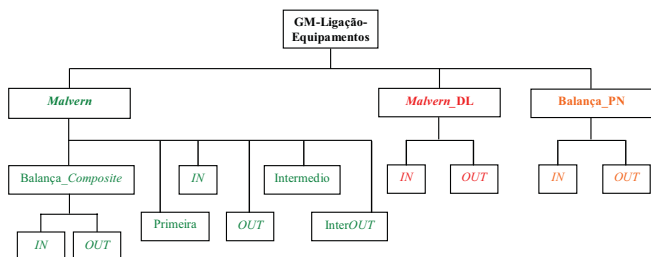 GM-Ligação-
Equipamentos
Malvern
Malvern_DL
Balança_PN
Balança_Composite
IN
Intermedio
IN
OUT
IN
OUT
Primeira
OUT
InterOUT
IN
OUT